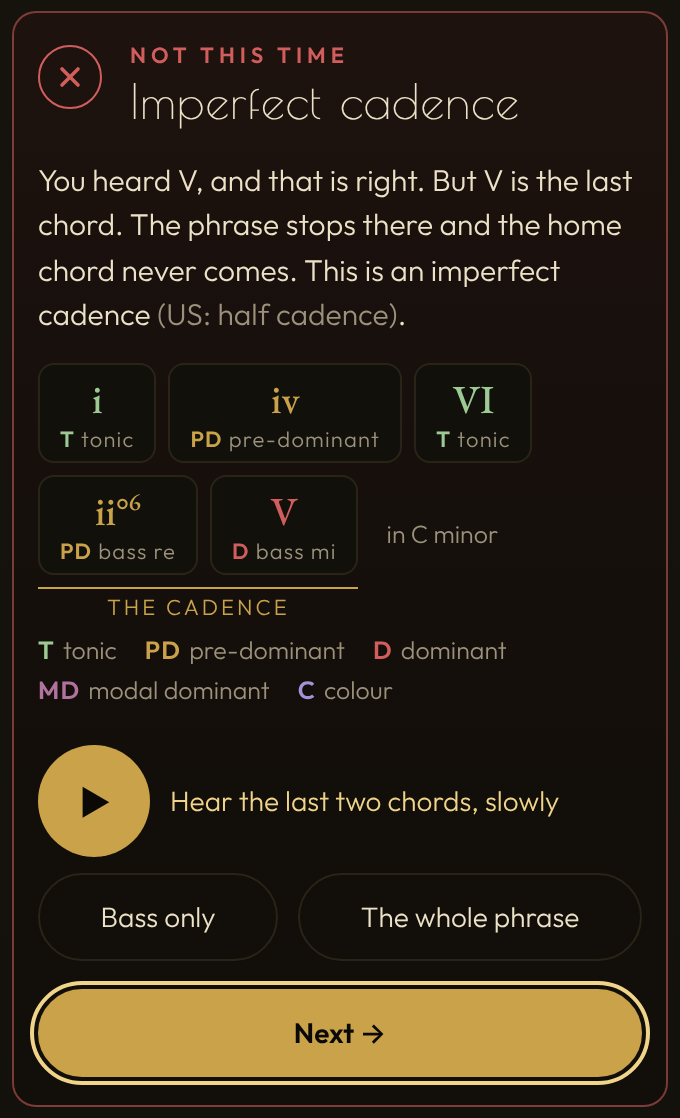 NOT THIS TIME
Imperfect cadence
You heard V, and that is right. But V is the last
chord. The phrase stops there and the home
chord never comes. This is an imperfect
cadence (US: half cadence).
i iv VI
T tonic PD pre-dominant T tonic
ii°⁶ V
PD bass re D bass mi in C minor
THE CADENCE
T tonic PD pre-dominant D dominant
MD modal dominant C colour
Hear the last two chords, slowly
Bass only The whole phrase
Next →